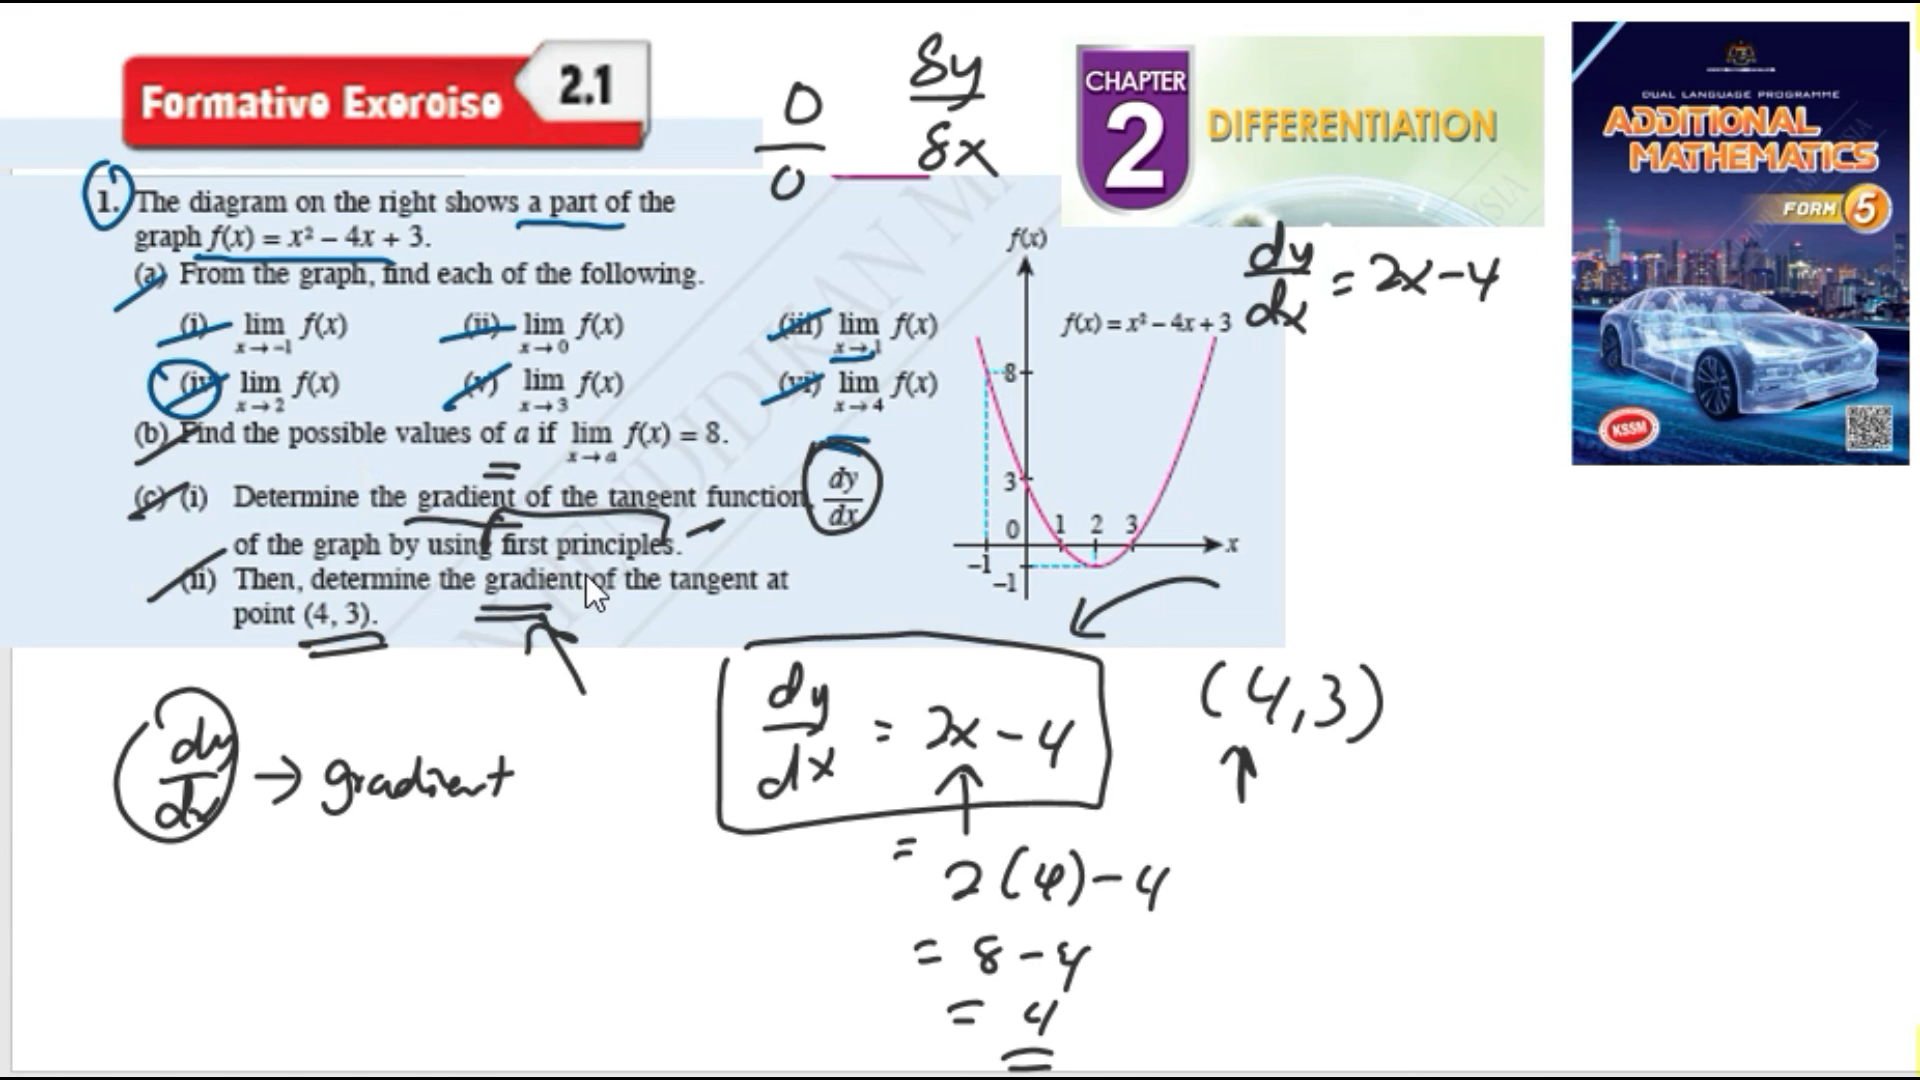 Formative Exercise 2.1
0
0
δy
δx
CHAPTER
2
DIFFERENTIATION
DUAL LANGUAGE PROGRAMME
ADDITIONAL
MATHEMATICS
FORM 5
KSSM
1. The diagram on the right shows a part of the
graph f(x) = x² – 4x + 3.
(a) From the graph, find each of the following.
(i) lim x → –1 f(x) (ii) lim x → 0 f(x) (iii) lim x → 1 f(x)
(iv) lim x → 2 f(x) (v) lim x → 3 f(x) (vi) lim x → 4 f(x)
(b) Find the possible values of a if lim x → a f(x) = 8.
(c) (i) Determine the gradient of the tangent function, dy/dx
of the graph by using first principles.
(ii) Then, determine the gradient of the tangent at
point (4, 3).
f(x)
f(x) = x² – 4x + 3
8
3
0 1 2 3 x
–1
–1
dy/dx = 2x – 4
dy/dx → gradient
dy/dx = 2x – 4
(4,3)
= 2(4) – 4
= 8 – 4
= 4